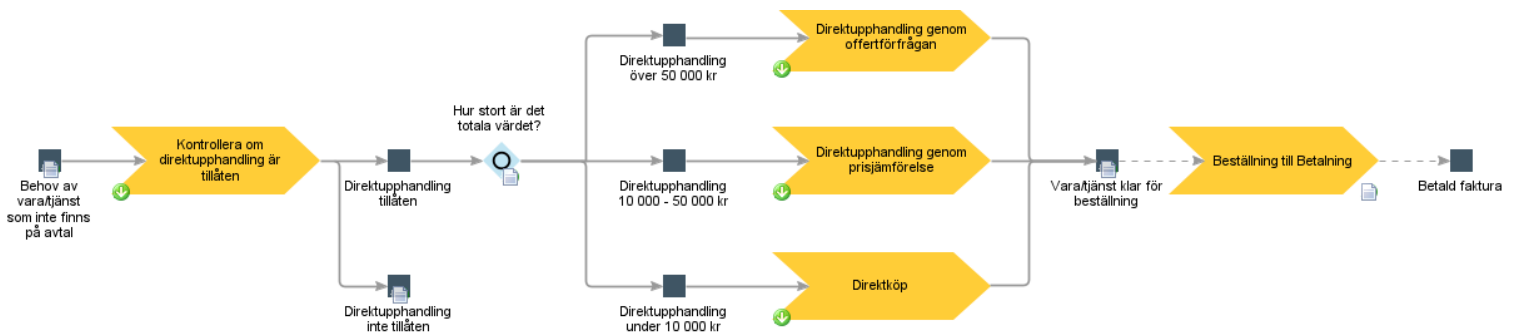 Behov av
vara/tjänst
som inte finns
på avtal
Kontrollera om
direktupphandling är
tillåten
Direktupphandling
tillåten
Direktupphandling
inte tillåten
Hur stort är det
totala värdet?
Direktupphandling
över 50 000 kr
Direktupphandling genom
offertförfrågan
Direktupphandling
10 000 - 50 000 kr
Direktupphandling genom
prisjämförelse
Direktupphandling
under 10 000 kr
Direktköp
Vara/tjänst klar för
beställning
Beställning till Betalning
Betald faktura